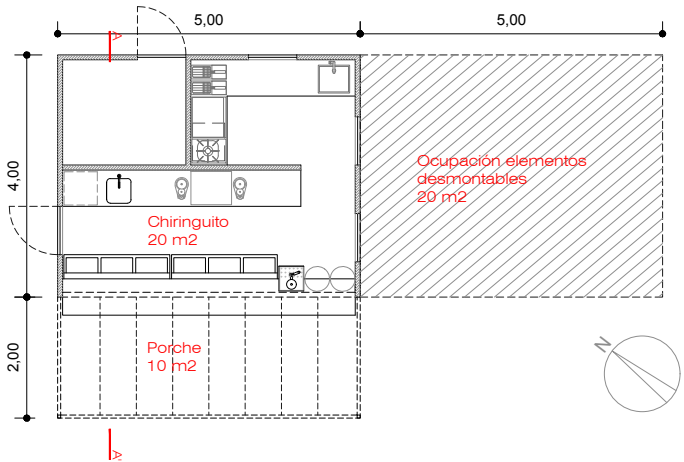 5,00
5,00
A
4,00
Ocupación elementos
desmontables
20 m2
Chiringuito
20 m2
2,00
Porche
10 m2
N
A'